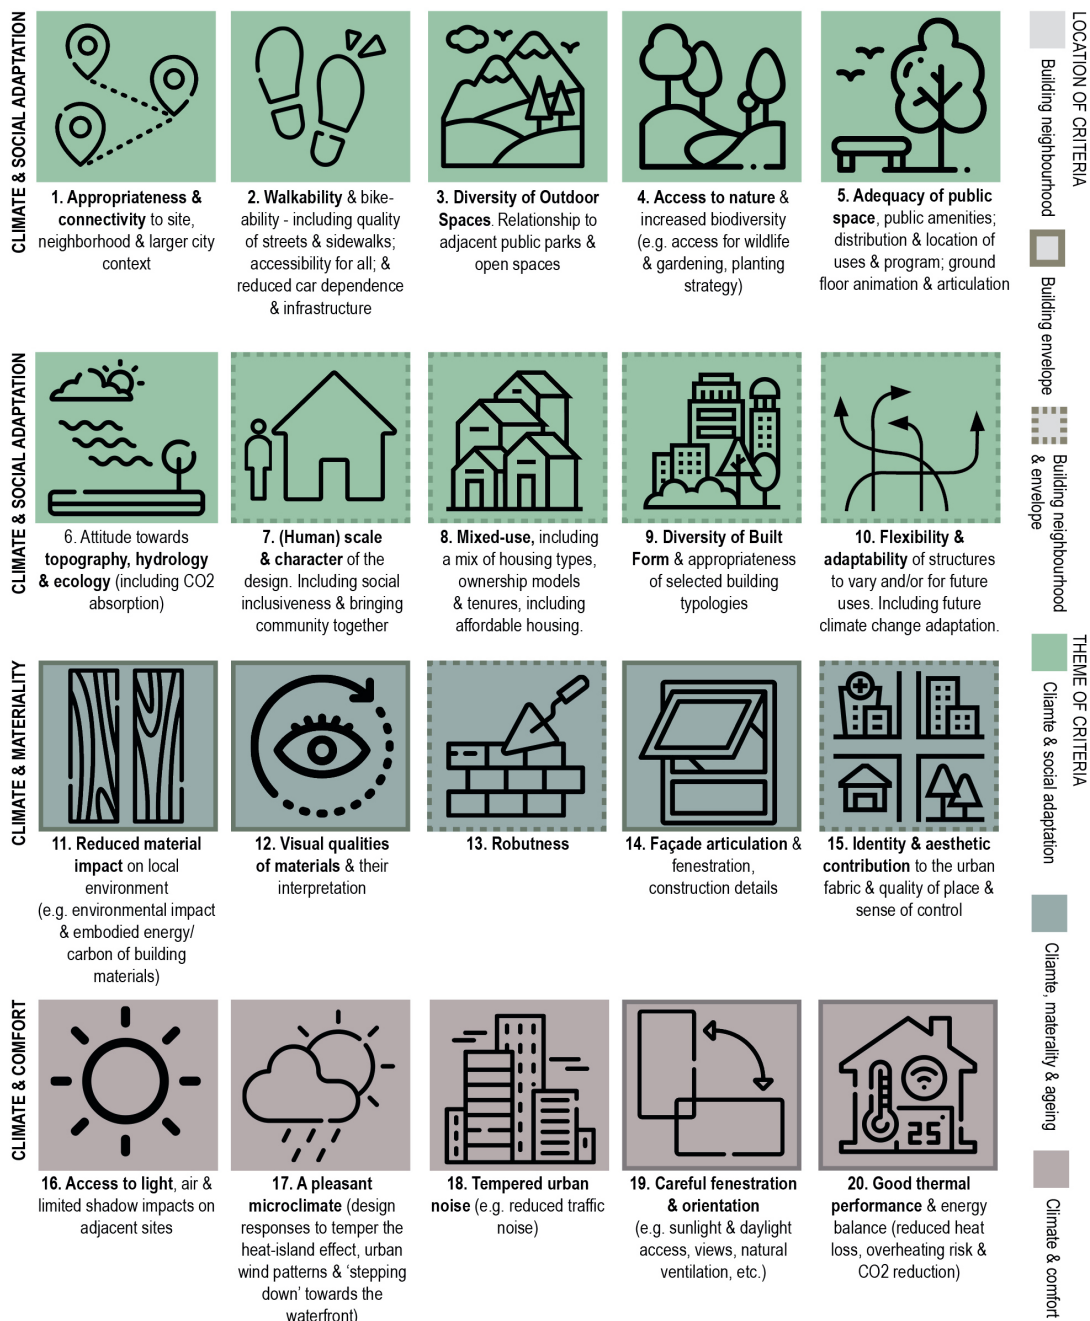 CLIMATE & SOCIAL ADAPTATION
1. Appropriateness &
connectivity to site,
neighborhood & larger city
context
2. Walkability & bike-
ability - including quality
of streets & sidewalks;
accessibility for all; &
reduced car dependence
& infrastructure
3. Diversity of Outdoor
Spaces. Relationship to
adjacent public parks &
open spaces
4. Access to nature &
increased biodiversity
(e.g. access for wildlife
& gardening, planting
strategy)
5. Adequacy of public
space, public amenities;
distribution & location of
uses & program; ground
floor animation & articulation
CLIMATE & SOCIAL ADAPTATION
6. Attitude towards
topography, hydrology
& ecology (including CO2
absorption)
7. (Human) scale
& character of the
design. Including social
inclusiveness & bringing
community together
8. Mixed-use, including
a mix of housing types,
ownership models
& tenures, including
affordable housing.
9. Diversity of Built
Form & appropriateness
of selected building
typologies
10. Flexibility &
adaptability of structures
to vary and/or for future
uses. Including future
climate change adaptation.
CLIMATE & MATERIALITY
11. Reduced material
impact on local
environment
(e.g. environmental impact
& embodied energy/
carbon of building
materials)
12. Visual qualities
of materials & their
interpretation
13. Robutness
14. Façade articulation &
fenestration,
construction details
15. Identity & aesthetic
contribution to the urban
fabric & quality of place &
sense of control
CLIMATE & COMFORT
25°
16. Access to light, air &
limited shadow impacts on
adjacent sites
17. A pleasant
microclimate (design
responses to temper the
heat-island effect, urban
wind patterns & ‘stepping
down’ towards the
waterfront)
18. Tempered urban
noise (e.g. reduced traffic
noise)
19. Careful fenestration
& orientation
(e.g. sunlight & daylight
access, views, natural
ventilation, etc.)
20. Good thermal
performance & energy
balance (reduced heat
loss, overheating risk &
CO2 reduction)
LOCATION OF CRITERIA
Building neighbourhood
Building envelope
Building neighbourhood
& envelope
THEME OF CRITERIA
Cliamte & social adaptation
Cliamte, materality & ageing
Climate & comfort